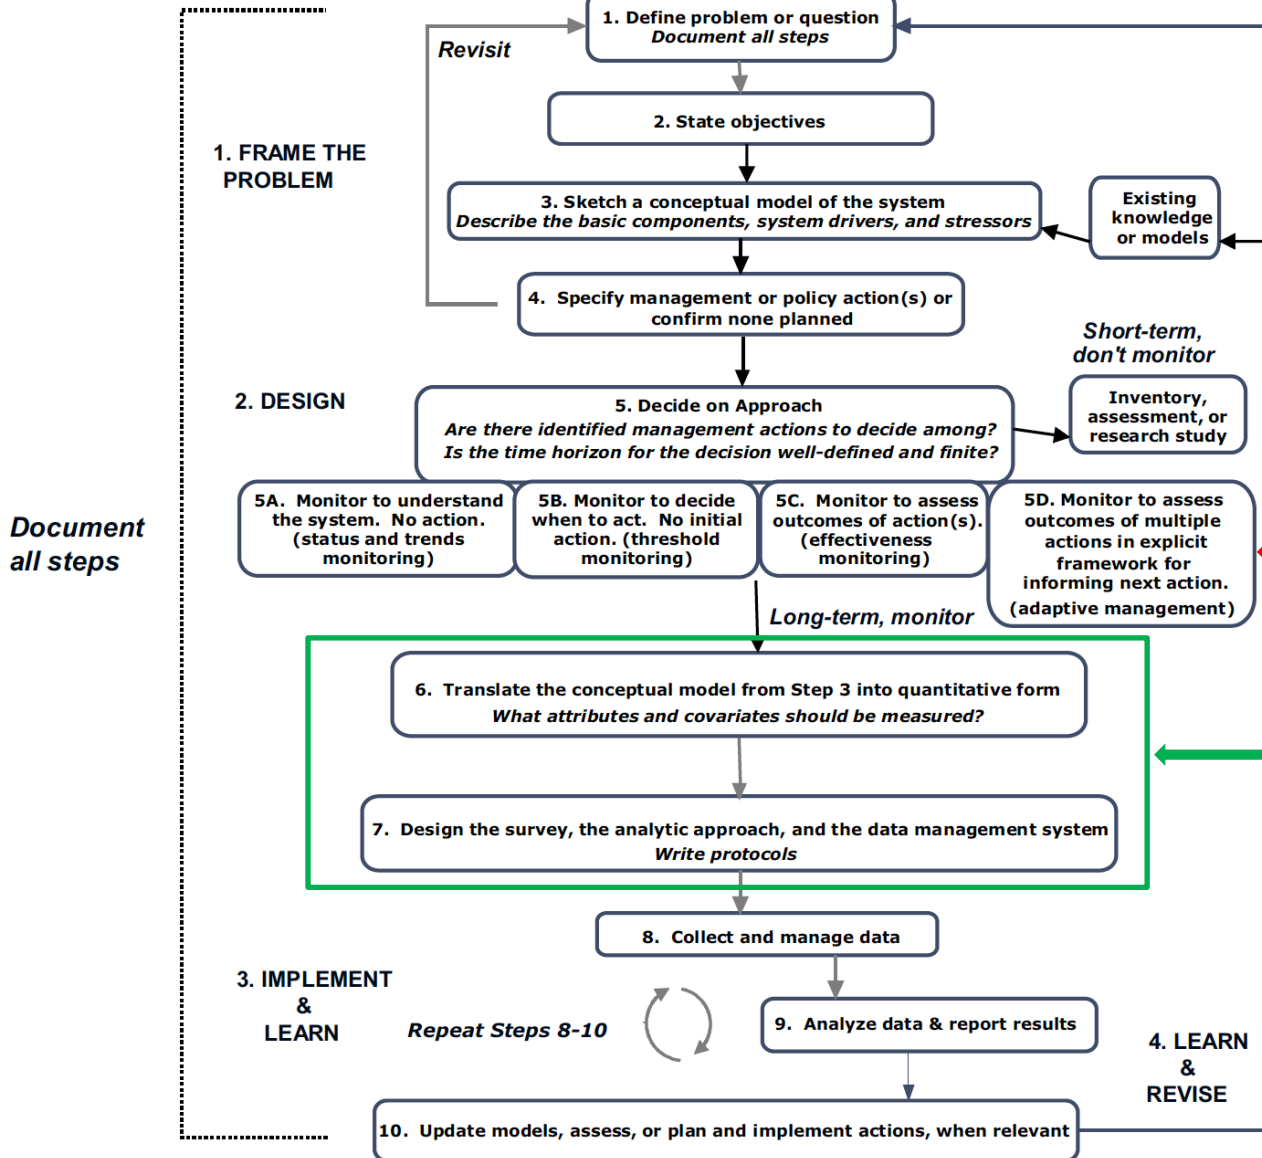 1. Define problem or question
Document all steps
Revisit
2. State objectives
1. FRAME THE
PROBLEM
3. Sketch a conceptual model of the system
Describe the basic components, system drivers, and stressors
Existing
knowledge
or models
4. Specify management or policy action(s) or
confirm none planned
Short-term,
don't monitor
2. DESIGN
5. Decide on Approach
Are there identified management actions to decide among?
Is the time horizon for the decision well-defined and finite?
Inventory,
assessment, or
research study
5A. Monitor to understand
the system. No action.
(status and trends
monitoring)
5B. Monitor to decide
when to act. No initial
action. (threshold
monitoring)
5C. Monitor to assess
outcomes of action(s).
(effectiveness
monitoring)
5D. Monitor to assess
outcomes of multiple
actions in explicit
framework for
informing next action.
(adaptive management)
Document
all steps
Long-term, monitor
6. Translate the conceptual model from Step 3 into quantitative form
What attributes and covariates should be measured?
7. Design the survey, the analytic approach, and the data management system
Write protocols
8. Collect and manage data
3. IMPLEMENT
&
LEARN
Repeat Steps 8-10
9. Analyze data & report results
4. LEARN
&
REVISE
10. Update models, assess, or plan and implement actions, when relevant